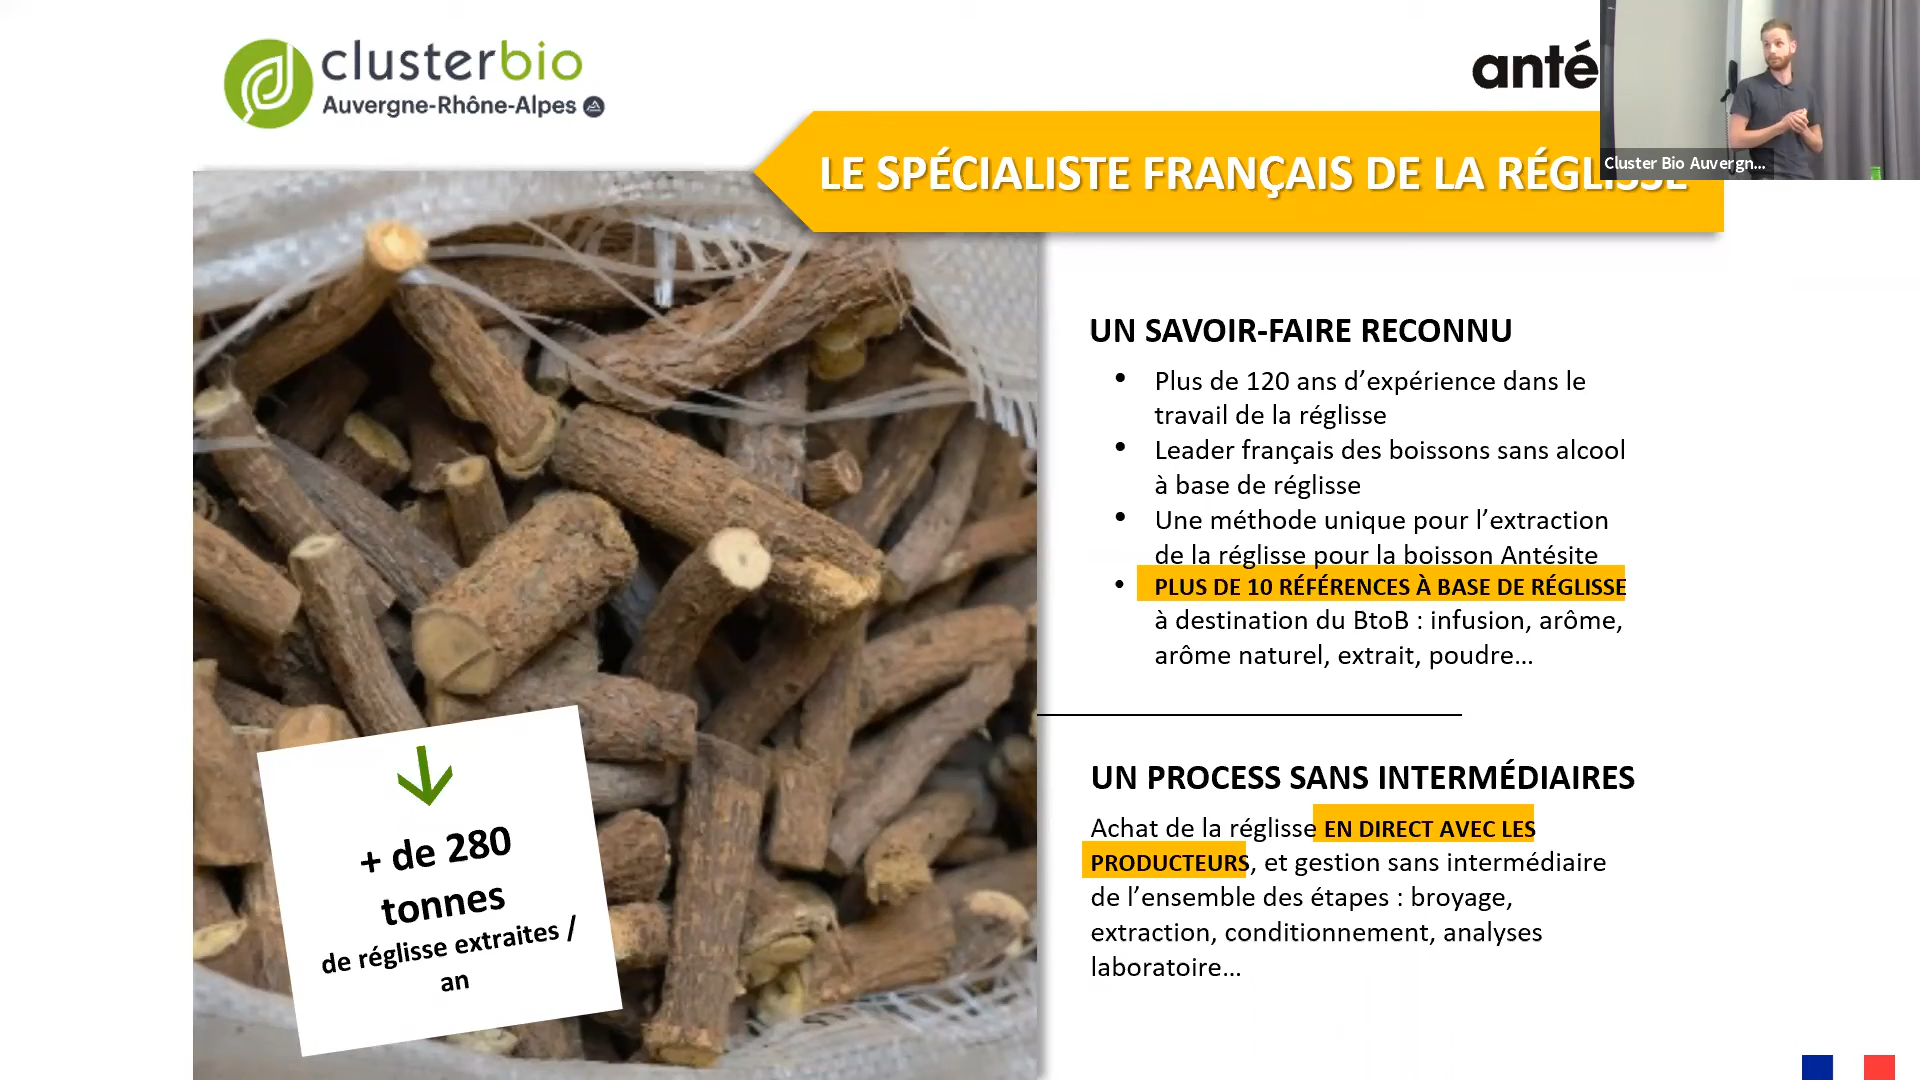 clusterbio
Auvergne-Rhône-Alpes
anté
Cluster Bio Auvergn...
LE SPÉCIALISTE FRANÇAIS DE LA RÉGLISSE
UN SAVOIR-FAIRE RECONNU
• Plus de 120 ans d’expérience dans le
travail de la réglisse
• Leader français des boissons sans alcool
à base de réglisse
• Une méthode unique pour l’extraction
de la réglisse pour la boisson Antésite
• PLUS DE 10 RÉFÉRENCES À BASE DE RÉGLISSE
à destination du BtoB : infusion, arôme,
arôme naturel, extrait, poudre…
UN PROCESS SANS INTERMÉDIAIRES
Achat de la réglisse EN DIRECT AVEC LES
PRODUCTEURS, et gestion sans intermédiaire
de l’ensemble des étapes : broyage,
extraction, conditionnement, analyses
laboratoire…
+ de 280
tonnes
de réglisse extraites /
an